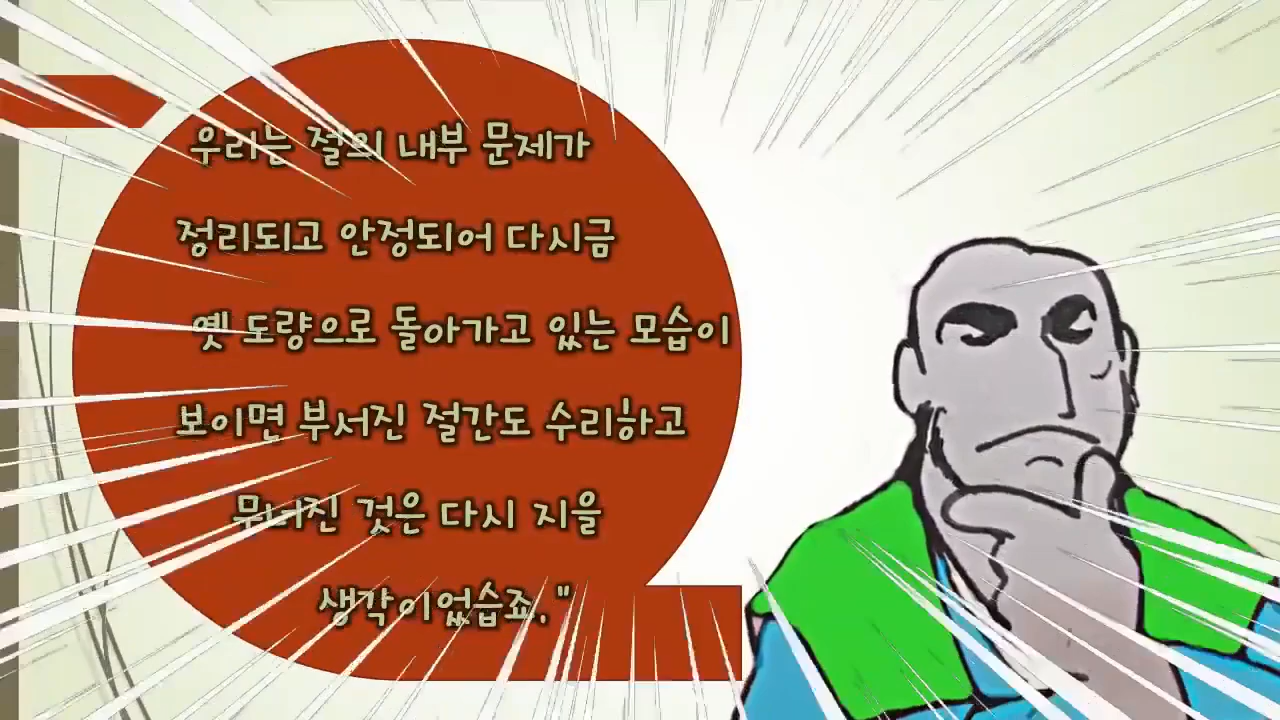 우리는 절의 내부 문제가
정리되고 안정되어 다시금
옛 도량으로 돌아가고 있는 모습이
보이면 부서진 절간도 수리하고
무너진 것은 다시 지을
생각이었습죠."